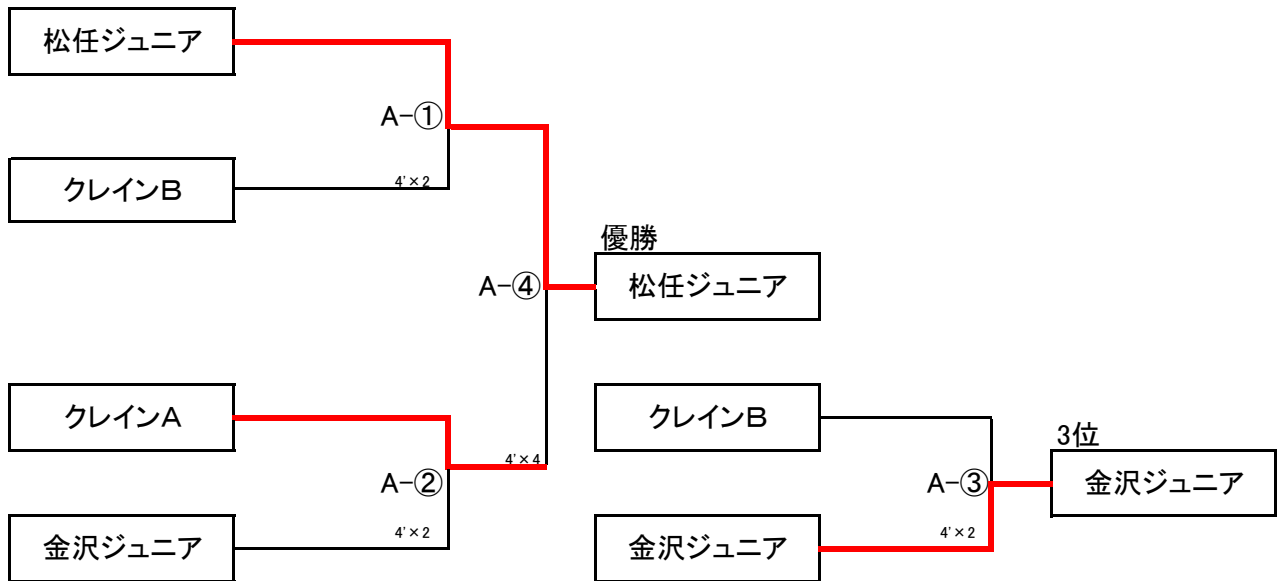 松任ジュニア
A-①
クレインB
4'×2
優勝
A-④
松任ジュニア
クレインA
クレインB
3位
4'×4
A-②
A-③
金沢ジュニア
金沢ジュニア
4'×2
金沢ジュニア
4'×2